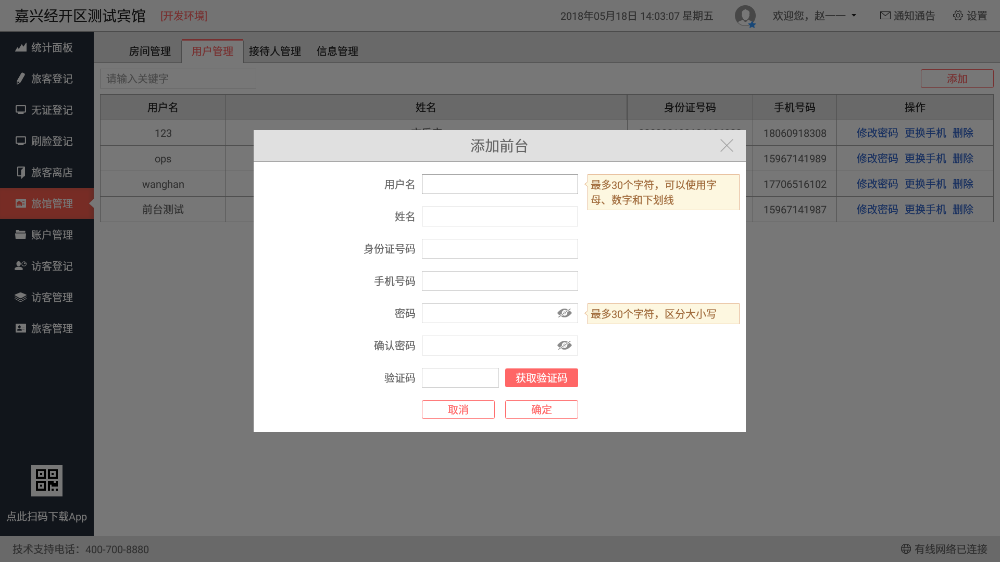 嘉兴经开区测试宾馆 [开发环境] 2018年05月18日 14:03:07 星期五 欢迎您，赵一一 通知通告 设置
统计面板
旅客登记
无证登记
刷脸登记
旅客离店
旅馆管理
账户管理
访客登记
访客管理
旅客管理
点此扫码下载App
房间管理 用户管理 接待人管理 信息管理
请输入关键字 添加
用户名 姓名 身份证号码 手机号码 操作
123 18060918308 修改密码 更换手机 删除
ops 15967141989 修改密码 更换手机 删除
wanghan 17706516102 修改密码 更换手机 删除
前台测试 15967141987 修改密码 更换手机 删除
添加前台
用户名 最多30个字符，可以使用字
母、数字和下划线
姓名
身份证号码
手机号码
密码 最多30个字符，区分大小写
确认密码
验证码 获取验证码
取消 确定
技术支持电话：400-700-8880 有线网络已连接